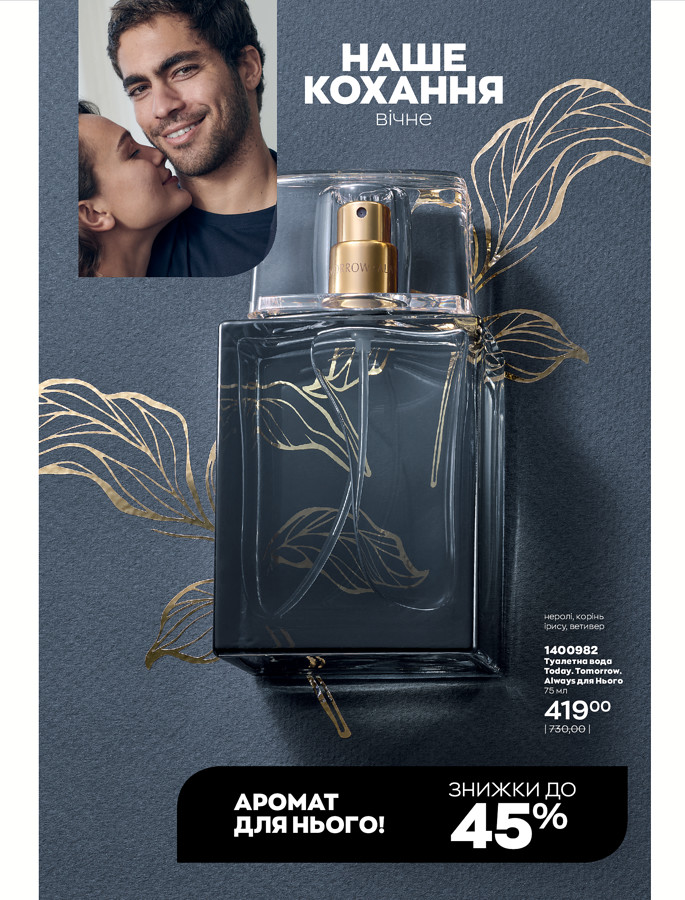 НАШЕ
КОХАННЯ
вічне
неролі, корінь
ірису, ветивер
1400982
Туалетна вода
Today. Tomorrow.
Always для Нього
75 мл
419⁰⁰
| 730,00 |
АРОМАТ
ДЛЯ НЬОГО!
ЗНИЖКИ ДО
45%